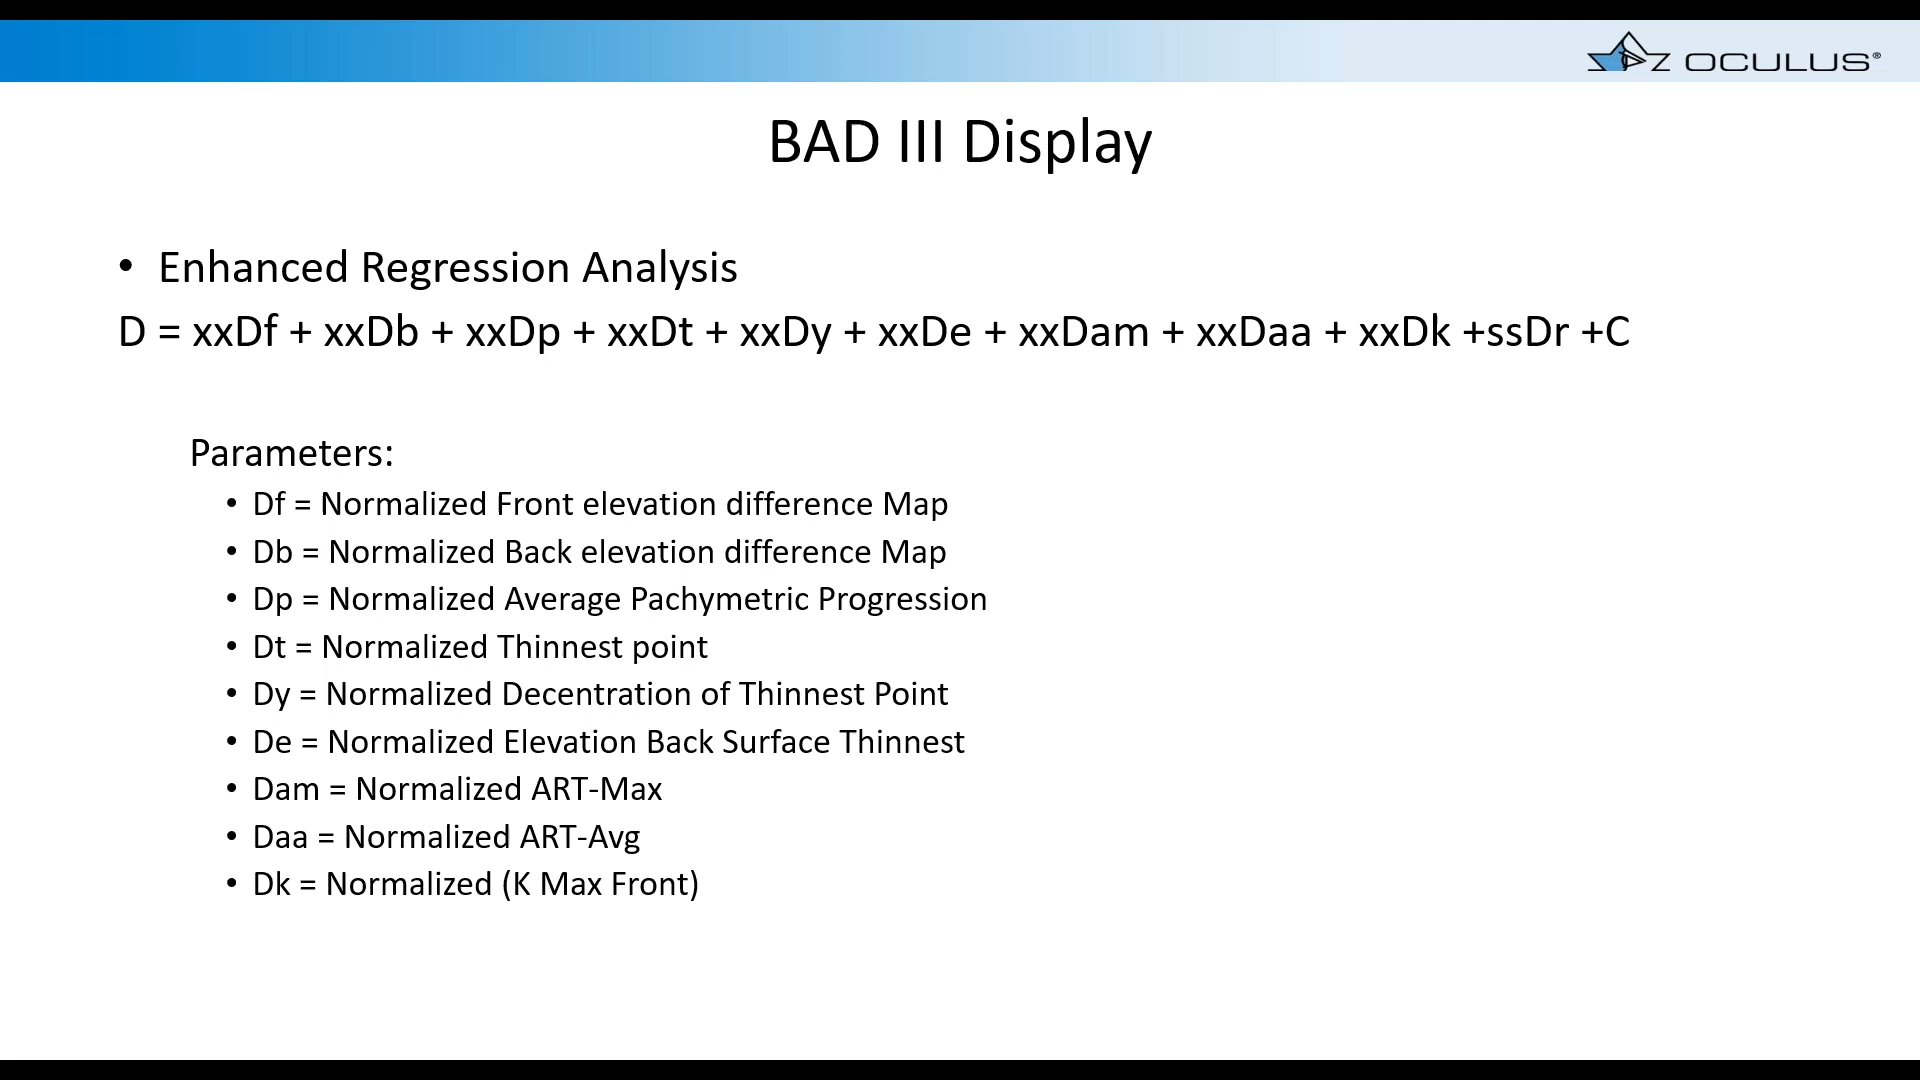 OCULUS®
BAD III Display
• Enhanced Regression Analysis
D = xxDf + xxDb + xxDp + xxDt + xxDy + xxDe + xxDam + xxDaa + xxDk +ssDr +C
Parameters:
• Df = Normalized Front elevation difference Map
• Db = Normalized Back elevation difference Map
• Dp = Normalized Average Pachymetric Progression
• Dt = Normalized Thinnest point
• Dy = Normalized Decentration of Thinnest Point
• De = Normalized Elevation Back Surface Thinnest
• Dam = Normalized ART-Max
• Daa = Normalized ART-Avg
• Dk = Normalized (K Max Front)